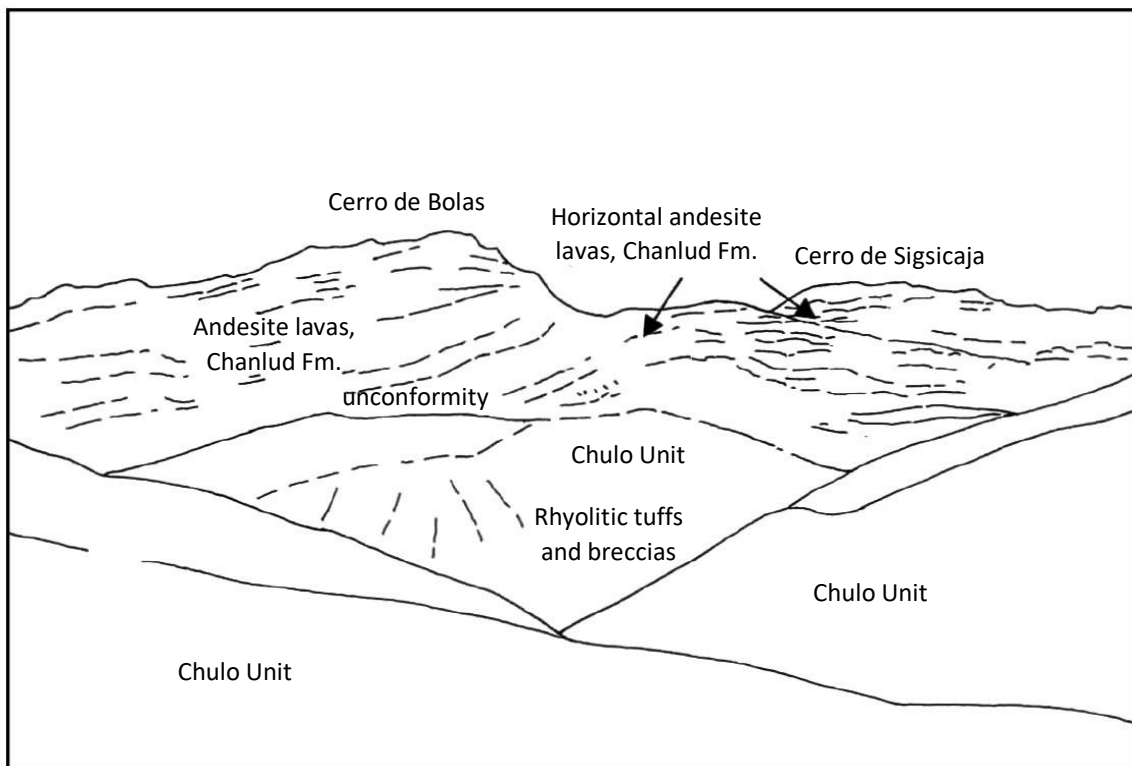 Cerro de Bolas
Horizontal andesite
lavas, Chanlud Fm.
Cerro de Sigsicaja
Andesite lavas,
Chanlud Fm.
unconformity
Chulo Unit
Rhyolitic tuffs
and breccias
Chulo Unit
Chulo Unit